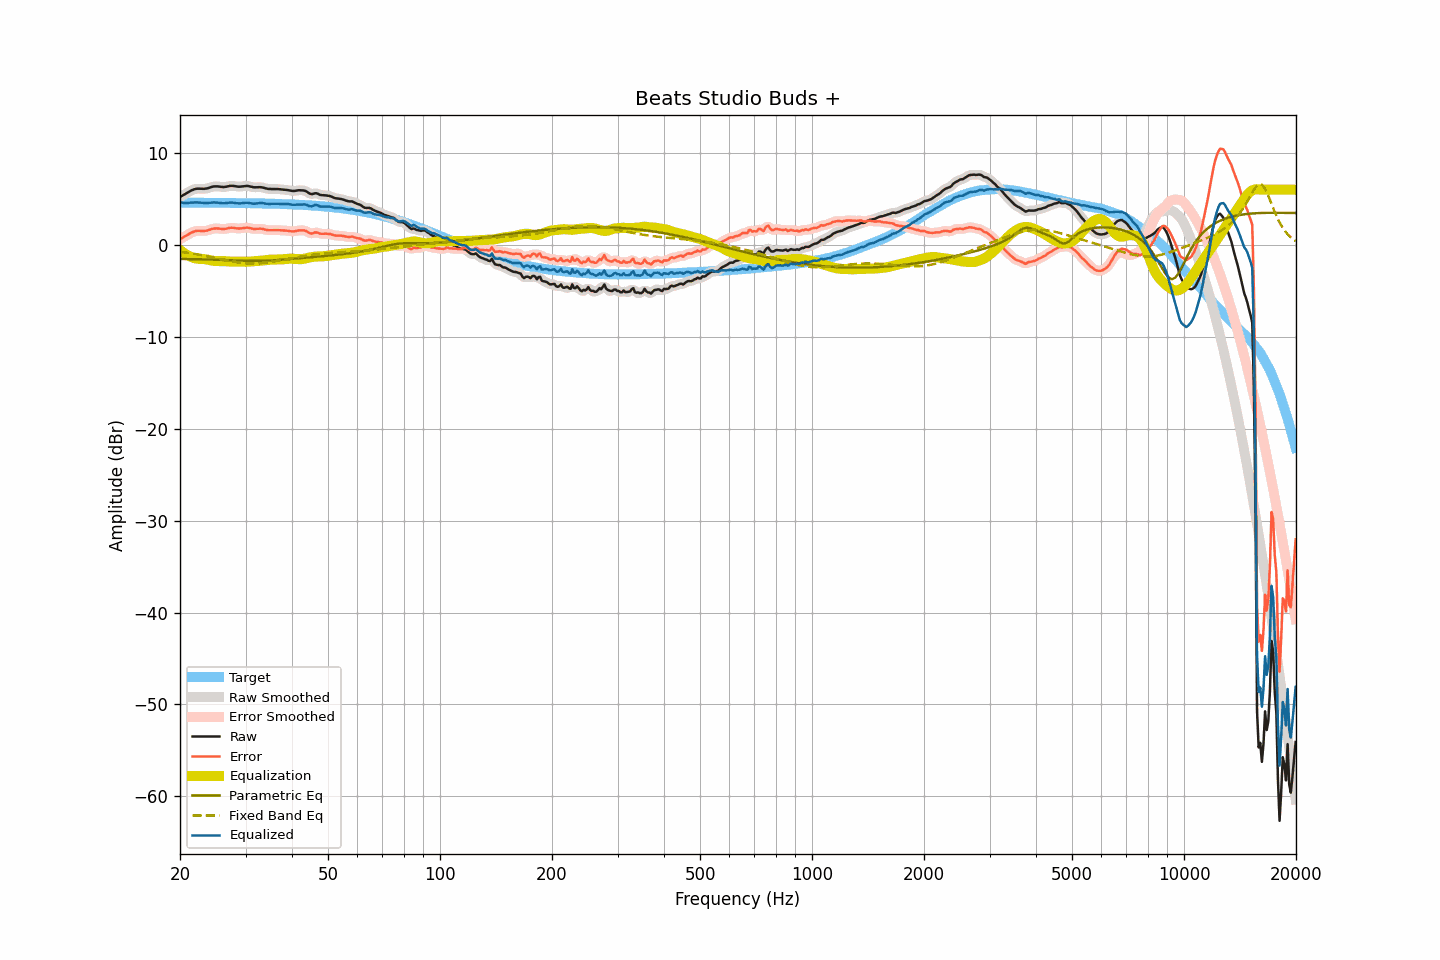 Beats Studio Buds +
Amplitude (dBr)
10
0
−10
−20
−30
−40
−50
−60
Target
Raw Smoothed
Error Smoothed
Raw
Error
Equalization
Parametric Eq
Fixed Band Eq
Equalized
20 50 100 200 500 1000 2000 5000 10000 20000
Frequency (Hz)